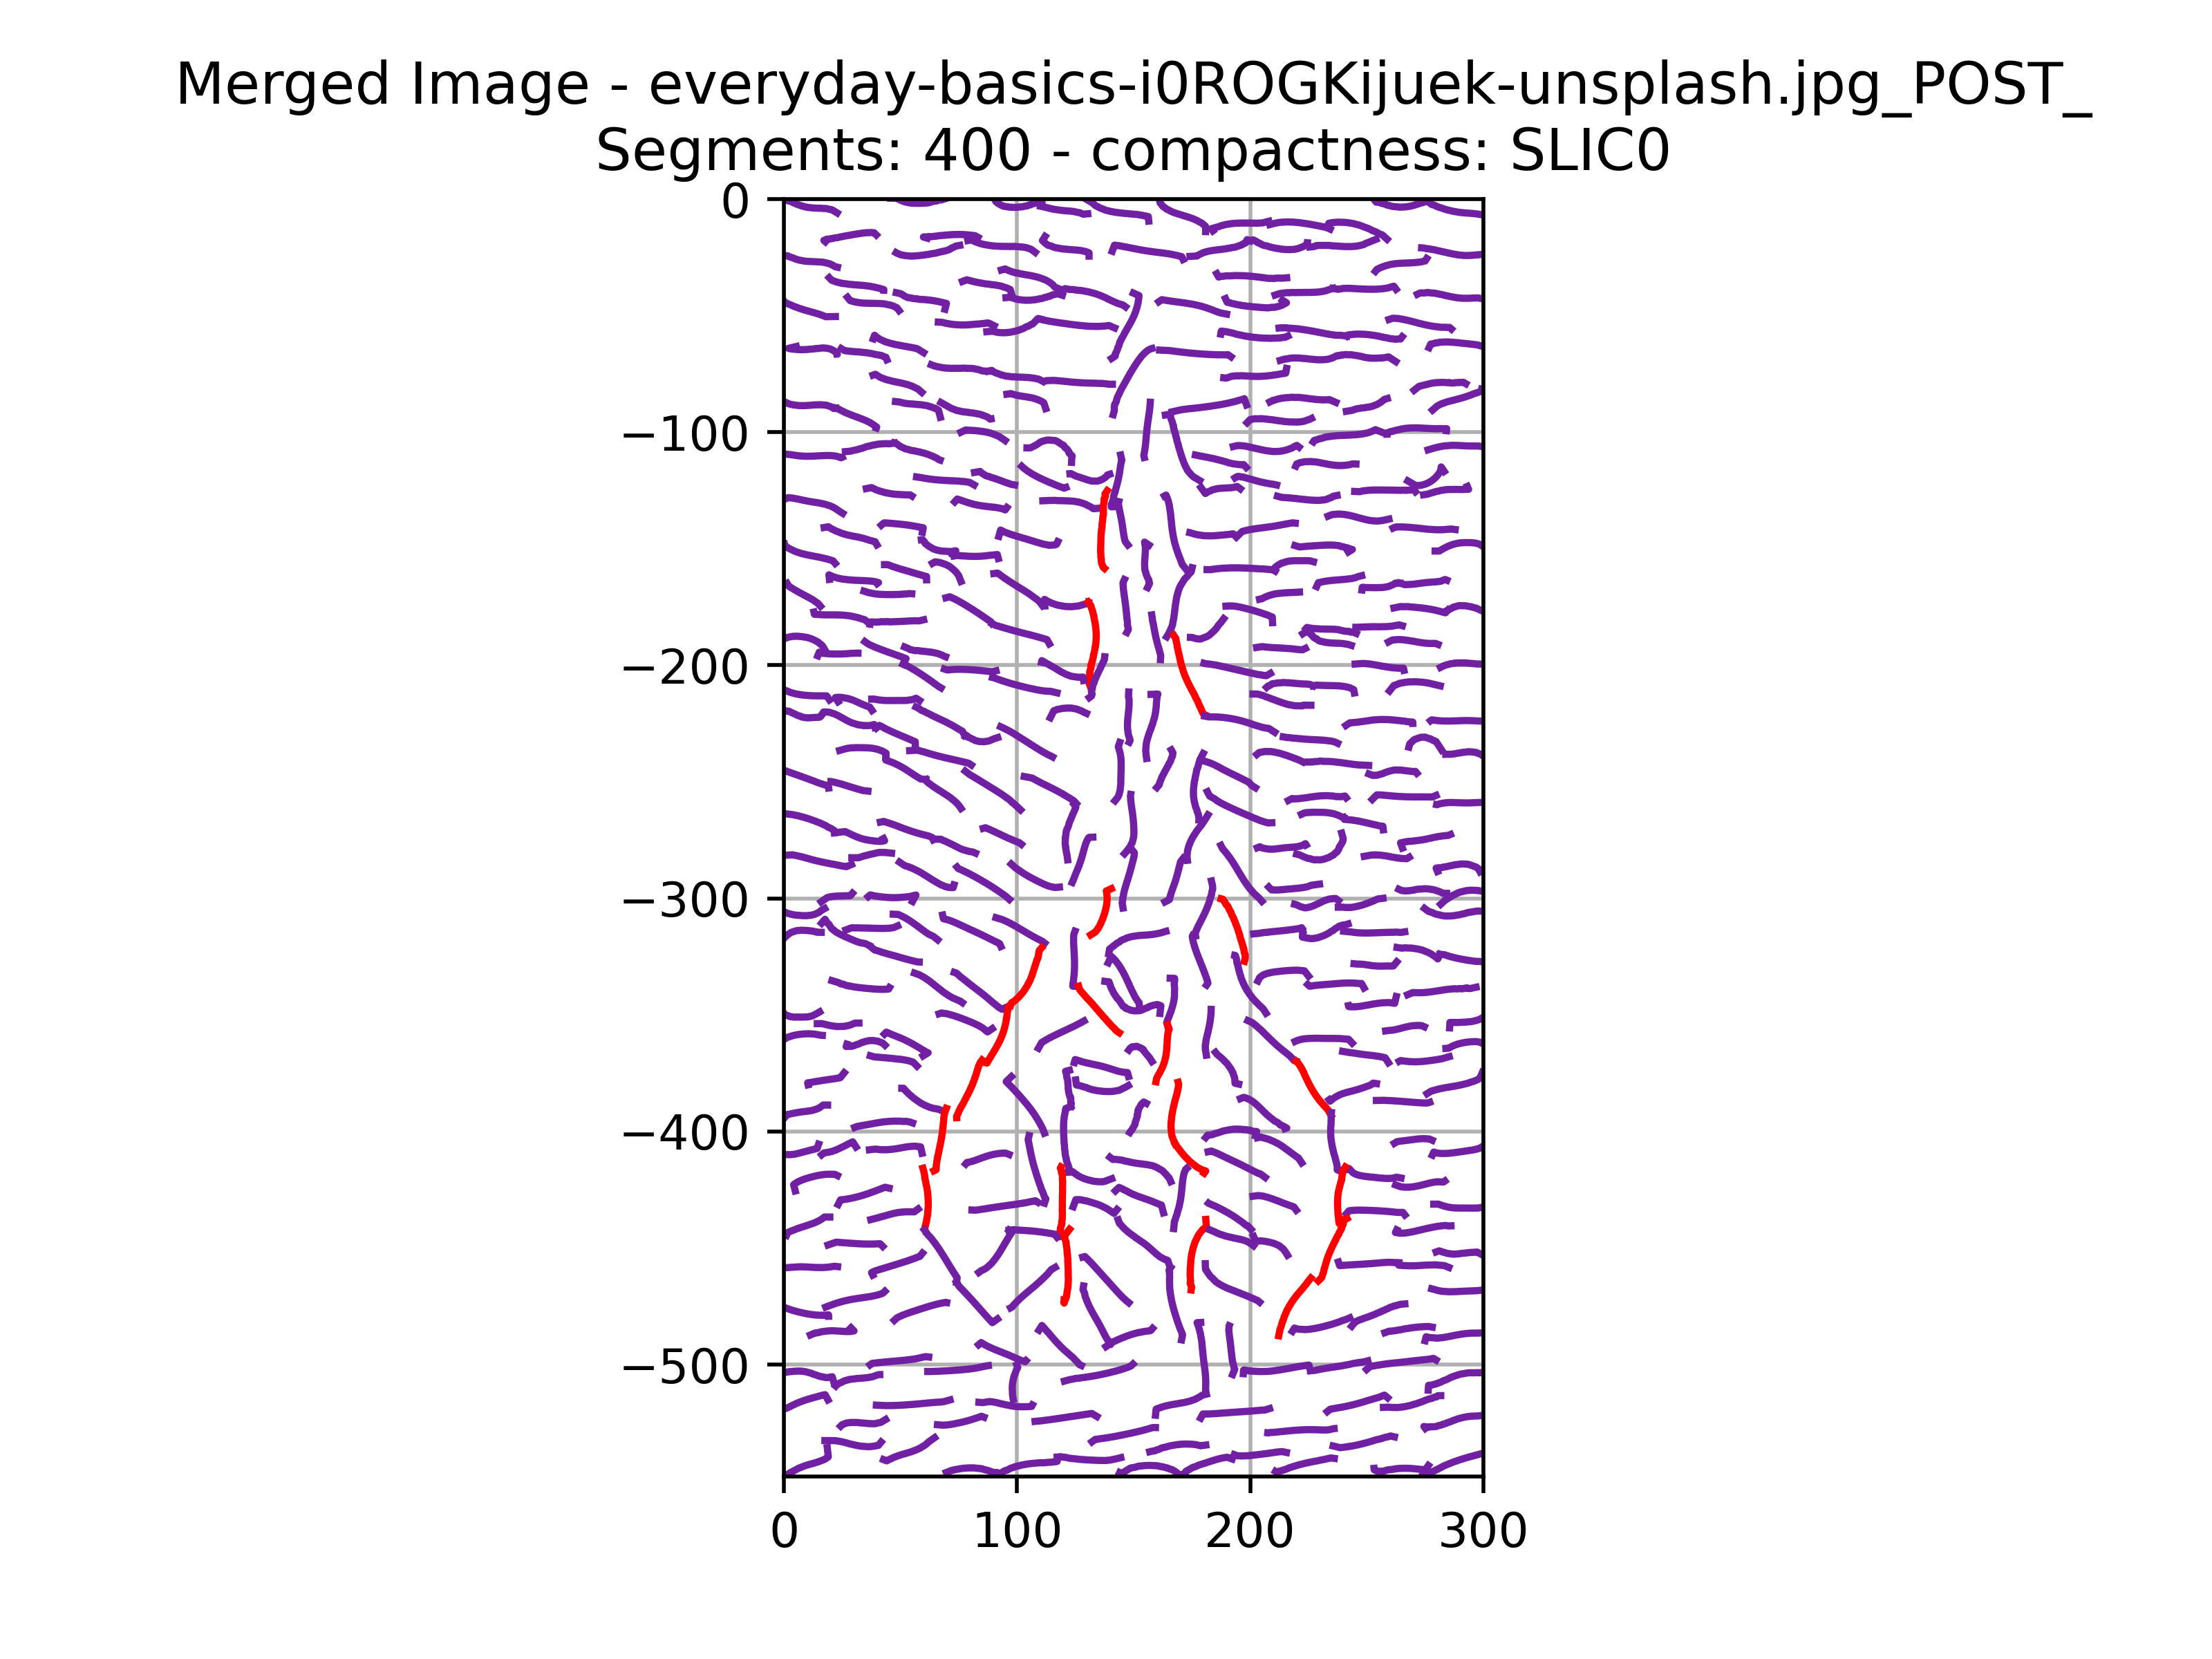 Merged Image - everyday-basics-i0ROGKijuek-unsplash.jpg_POST_
Segments: 400 - compactness: SLIC0
0
−100
−200
−300
−400
−500
0 100 200 300